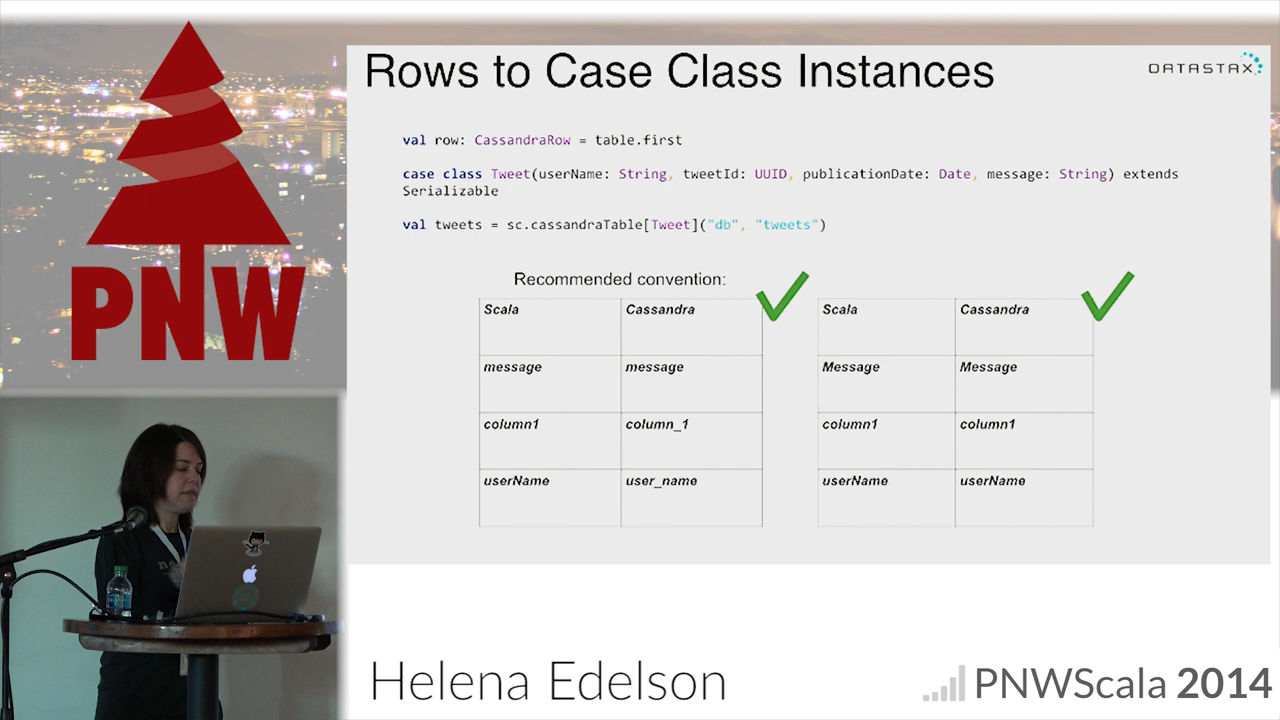 PNW
Rows to Case Class Instances
DATASTAX
val row: CassandraRow = table.first
case class Tweet(userName: String, tweetId: UUID, publicationDate: Date, message: String) extends
Serializable
val tweets = sc.cassandraTable[Tweet]("db", "tweets")
Recommended convention:
Scala Cassandra
message message
column1 column_1
userName user_name
Scala Cassandra
Message Message
column1 column1
userName userName
Helena Edelson
PNWScala 2014